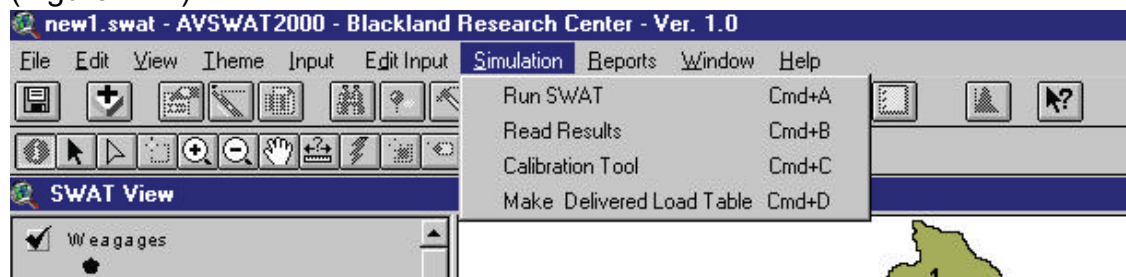 new1.swat - AVSWAT2000 - Blackland Research Center - Ver. 1.0
File Edit View Theme Input Edit Input Simulation Reports Window Help
Run SWAT Cmd+A
Read Results Cmd+B
Calibration Tool Cmd+C
Make Delivered Load Table Cmd+D
SWAT View
Weagages
1